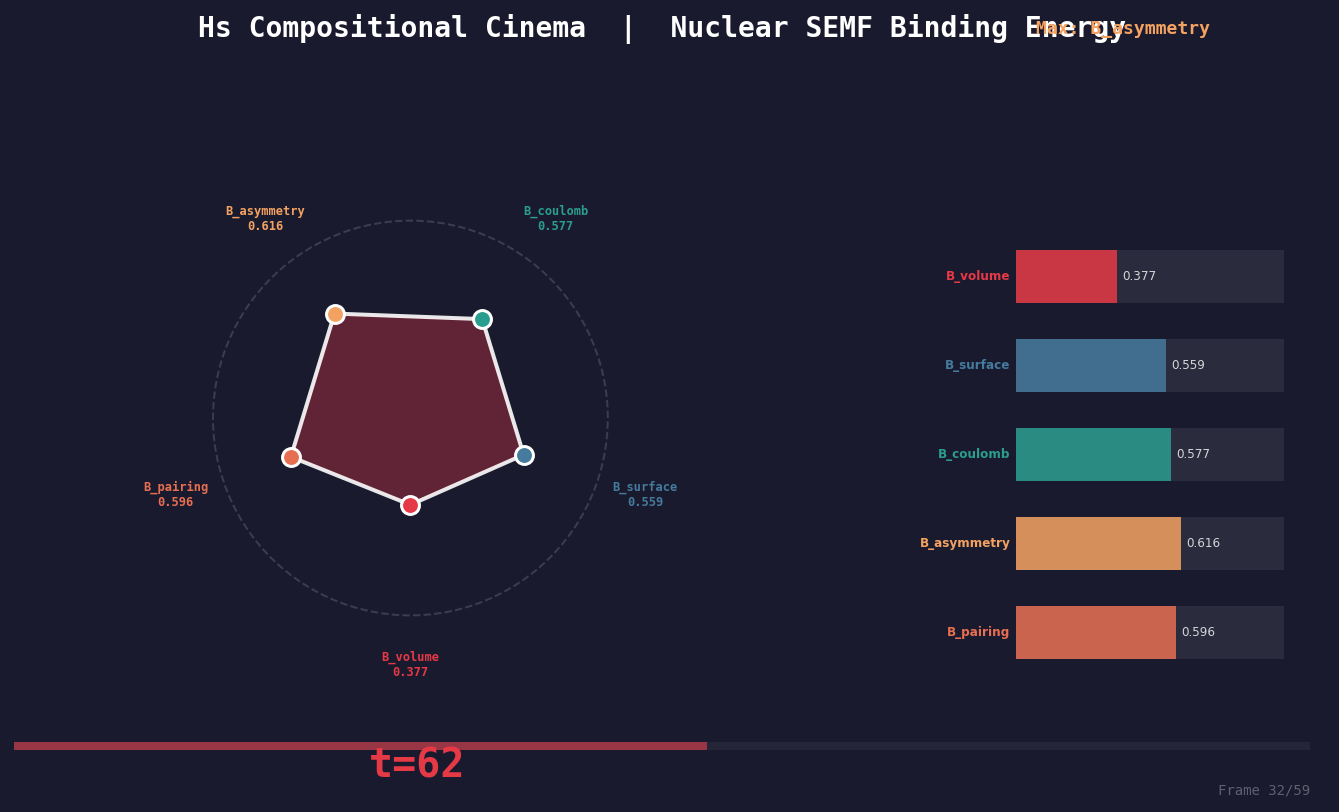 Hs Compositional Cinema | Nuclear SEMF Binding Energy
Max: B_asymmetry
B_asymmetry
0.616
B_coulomb
0.577
B_pairing
0.596
B_surface
0.559
B_volume
0.377
B_volume 0.377
B_surface 0.559
B_coulomb 0.577
B_asymmetry 0.616
B_pairing 0.596
t=62
Frame 32/59